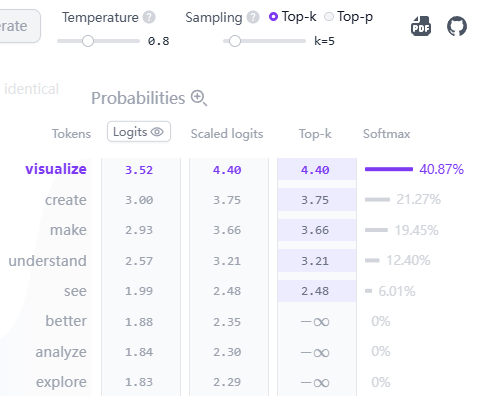 erate
Temperature ? Sampling ? Top-k Top-p
0.8 k=5
PDF
identical
Probabilities
Tokens Logits Scaled logits Top-k Softmax
visualize 3.52 4.40 4.40 40.87%
create 3.00 3.75 3.75 21.27%
make 2.93 3.66 3.66 19.45%
understand 2.57 3.21 3.21 12.40%
see 1.99 2.48 2.48 6.01%
better 1.88 2.35 −∞ 0%
analyze 1.84 2.30 −∞ 0%
explore 1.83 2.29 −∞ 0%